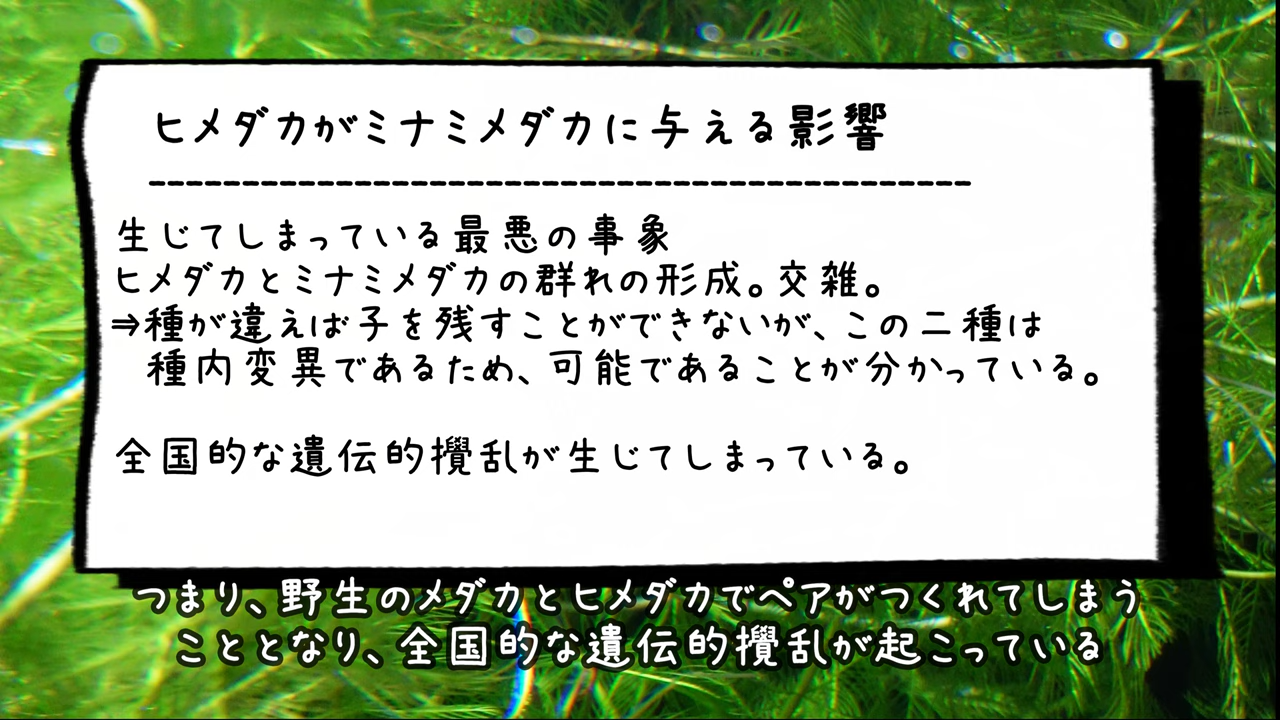 ヒメダカがミナミメダカに与える影響
--------------------------------------------
生じてしまっている最悪の事象
ヒメダカとミナミメダカの群れの形成。交雑。
⇒種が違えば子を残すことができないが、この二種は
種内変異であるため、可能であることが分かっている。
全国的な遺伝的攪乱が生じてしまっている。
つまり、野生のメダカとヒメダカでペアがつくれてしまう
こととなり、全国的な遺伝的攪乱が起こっている